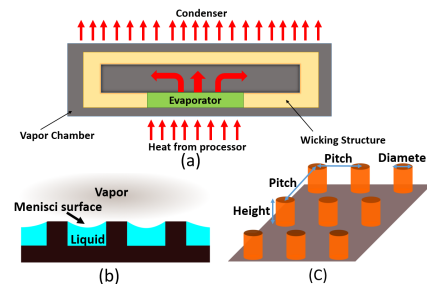 Condenser
Evaporator
Vapor Chamber
Heat from processor
Wicking Structure
(a)
Vapor
Menisci surface
Liquid
(b)
Pitch
Diamete
Pitch
Height
(C)